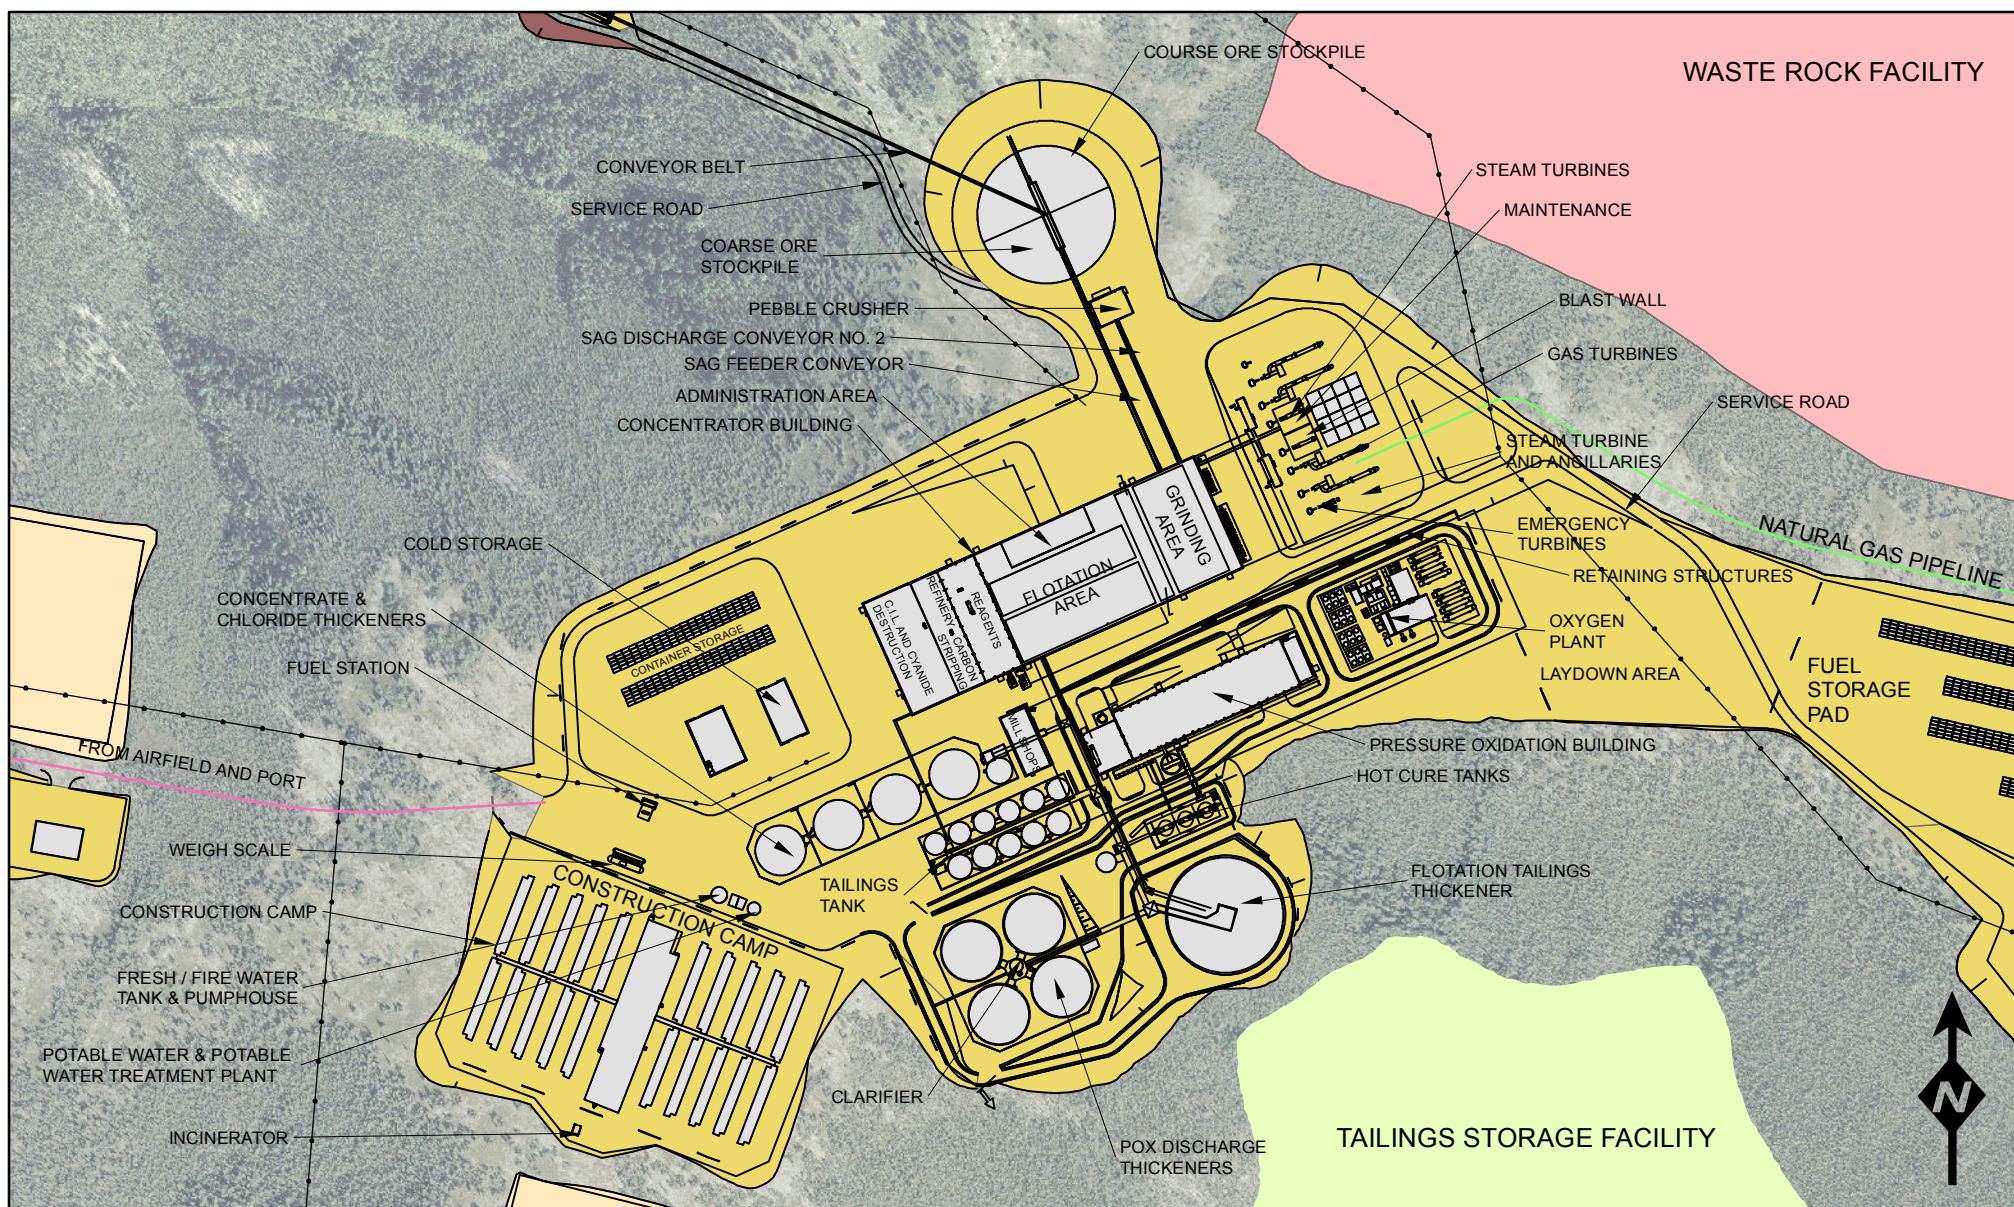 COURSE ORE STOCKPILE
WASTE ROCK FACILITY
CONVEYOR BELT
SERVICE ROAD
COARSE ORE
STOCKPILE
PEBBLE CRUSHER
SAG DISCHARGE CONVEYOR NO. 2
SAG FEEDER CONVEYOR
ADMINISTRATION AREA
CONCENTRATOR BUILDING
STEAM TURBINES
MAINTENANCE
BLAST WALL
GAS TURBINES
SERVICE ROAD
STEAM TURBINE
AND ANCILLARIES
EMERGENCY
TURBINES
NATURAL GAS PIPELINE
RETAINING STRUCTURES
OXYGEN
PLANT
LAYDOWN AREA
FUEL
STORAGE
PAD
GRINDING
AREA
FLOTATION
AREA
REAGENTS
REFINERY
CARBON
STRIPPING
C.I.L. AND CYANIDE
DESTRUCTION
COLD STORAGE
CONTAINER STORAGE
CONCENTRATE &
CHLORIDE THICKENERS
FUEL STATION
MILL SHOPS
PRESSURE OXIDATION BUILDING
HOT CURE TANKS
FROM AIRFIELD AND PORT
WEIGH SCALE
CONSTRUCTION CAMP
CONSTRUCTION CAMP
TAILINGS
TANK
FLOTATION TAILINGS
THICKENER
FRESH / FIRE WATER
TANK & PUMPHOUSE
POTABLE WATER & POTABLE
WATER TREATMENT PLANT
INCINERATOR
CLARIFIER
POX DISCHARGE
THICKENERS
TAILINGS STORAGE FACILITY
N